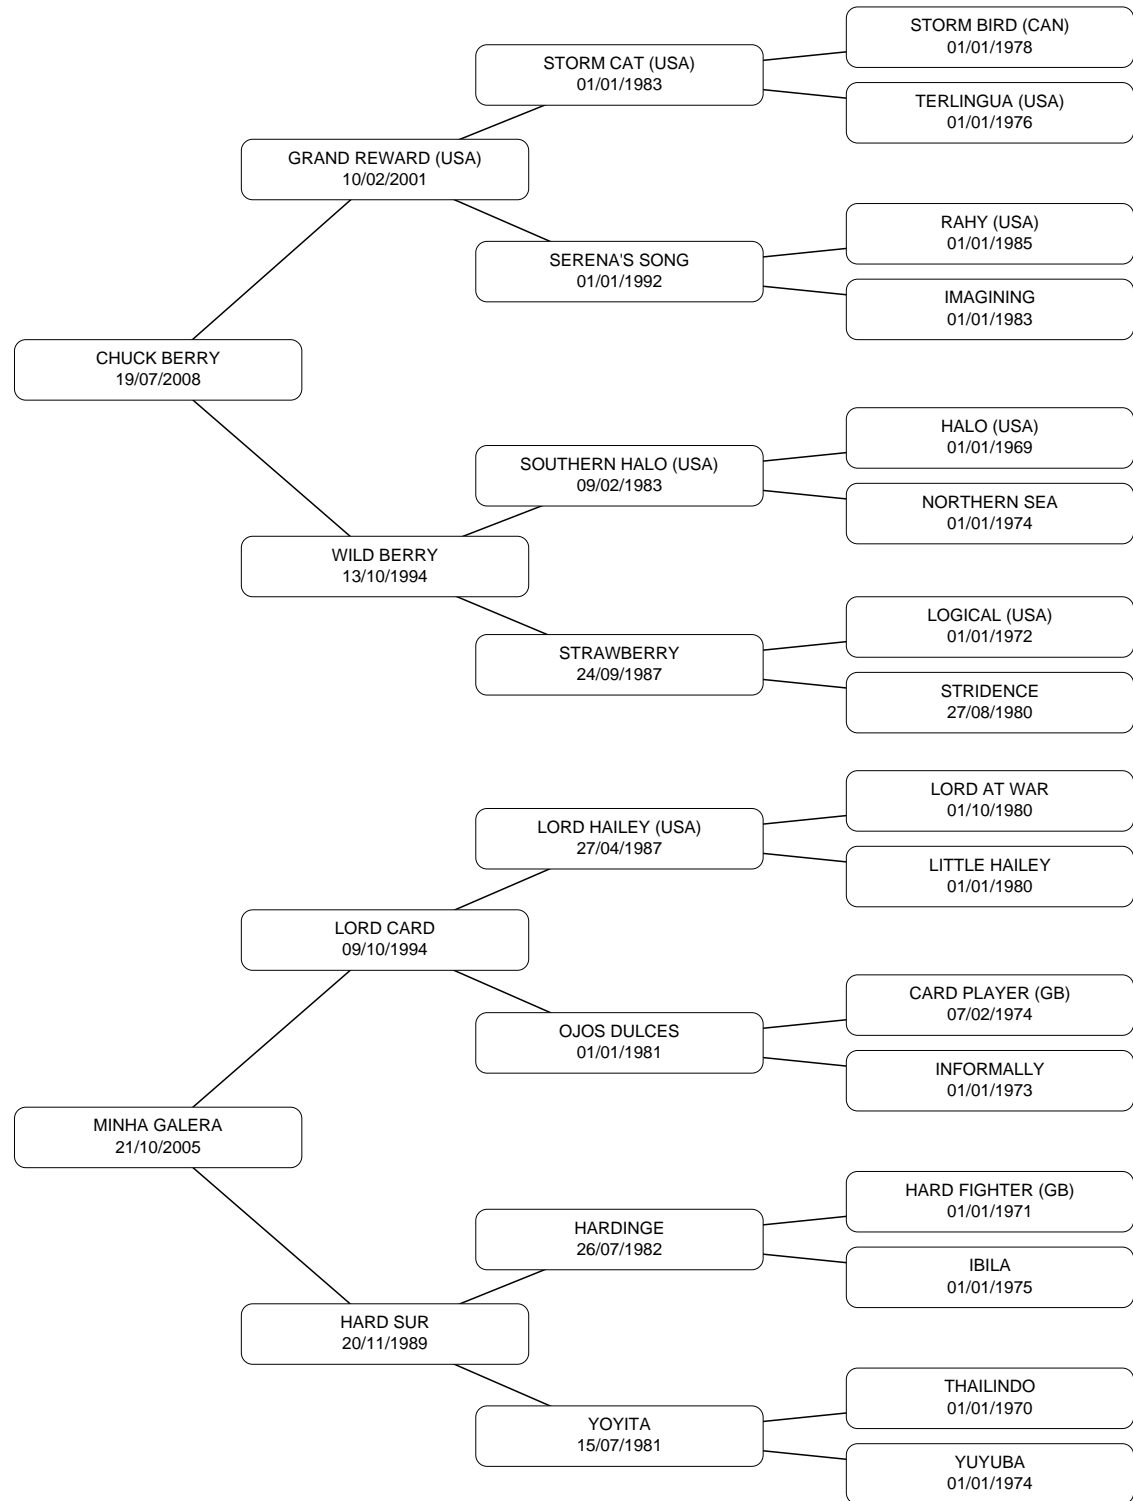 STORM BIRD (CAN)
01/01/1978
STORM CAT (USA)
01/01/1983
TERLINGUA (USA)
01/01/1976
GRAND REWARD (USA)
10/02/2001
RAHY (USA)
01/01/1985
SERENA'S SONG
01/01/1992
IMAGINING
01/01/1983
CHUCK BERRY
19/07/2008
HALO (USA)
01/01/1969
SOUTHERN HALO (USA)
09/02/1983
NORTHERN SEA
01/01/1974
WILD BERRY
13/10/1994
LOGICAL (USA)
01/01/1972
STRAWBERRY
24/09/1987
STRIDENCE
27/08/1980
LORD AT WAR
01/10/1980
LORD HAILEY (USA)
27/04/1987
LITTLE HAILEY
01/01/1980
LORD CARD
09/10/1994
CARD PLAYER (GB)
07/02/1974
OJOS DULCES
01/01/1981
INFORMALLY
01/01/1973
MINHA GALERA
21/10/2005
HARD FIGHTER (GB)
01/01/1971
HARDINGE
26/07/1982
IBILA
01/01/1975
HARD SUR
20/11/1989
THAILINDO
01/01/1970
YOYITA
15/07/1981
YUYUBA
01/01/1974